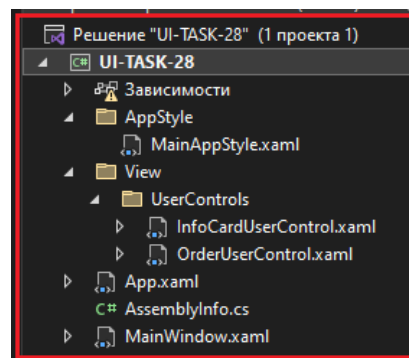 Решение "UI-TASK-28" (1 проекта 1)
C# UI-TASK-28
Зависимости
AppStyle
MainAppStyle.xaml
View
UserControls
InfoCardUserControl.xaml
OrderUserControl.xaml
App.xaml
C# AssemblyInfo.cs
MainWindow.xaml